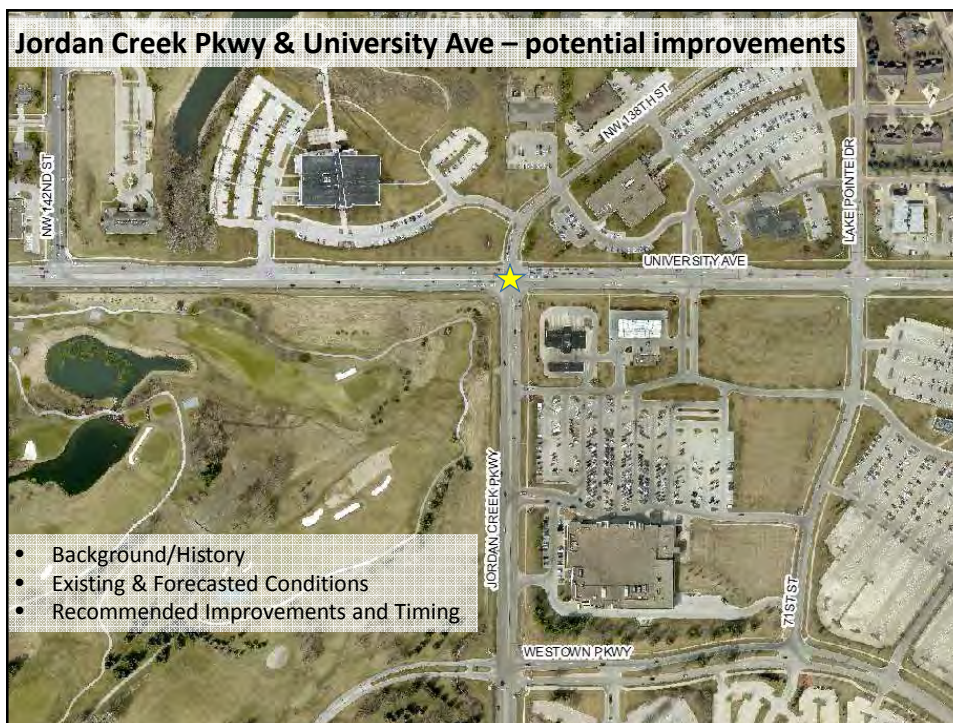 Jordan Creek Pkwy & University Ave – potential improvements
NW 142ND ST
NW 138TH ST
LAKE POINTE DR
UNIVERSITY AVE
JORDAN CREEK PKWY
71ST ST
WESTOWN PKWY
• Background/History
• Existing & Forecasted Conditions
• Recommended Improvements and Timing